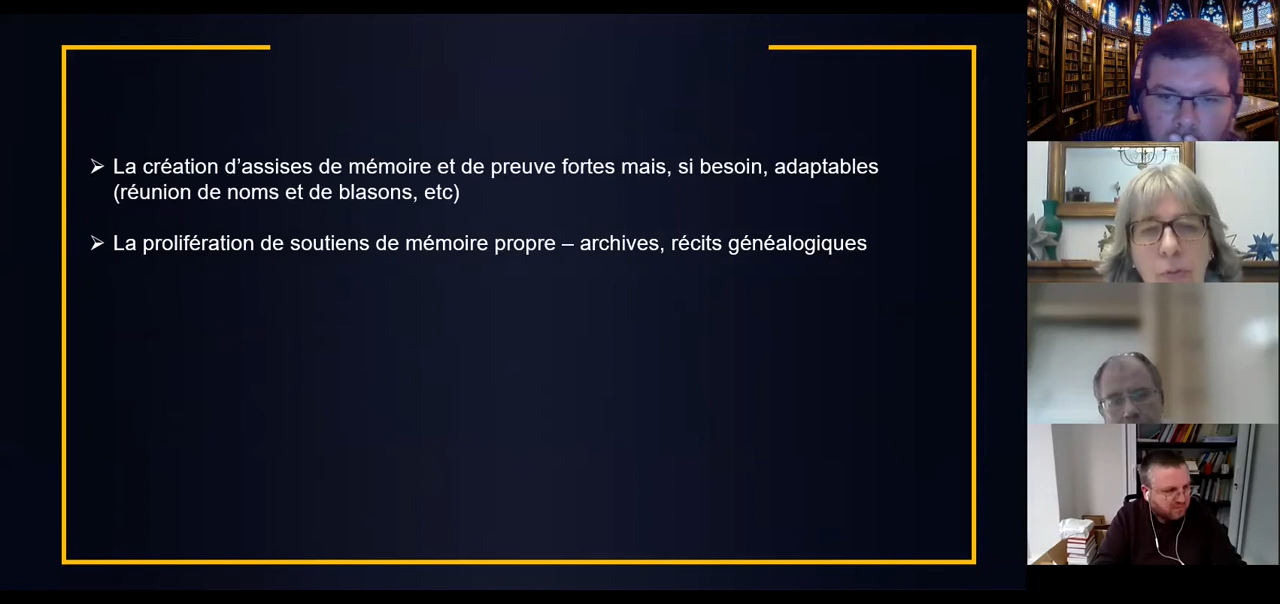 ➢ La création d’assises de mémoire et de preuve fortes mais, si besoin, adaptables
(réunion de noms et de blasons, etc)
➢ La prolifération de soutiens de mémoire propre – archives, récits généalogiques